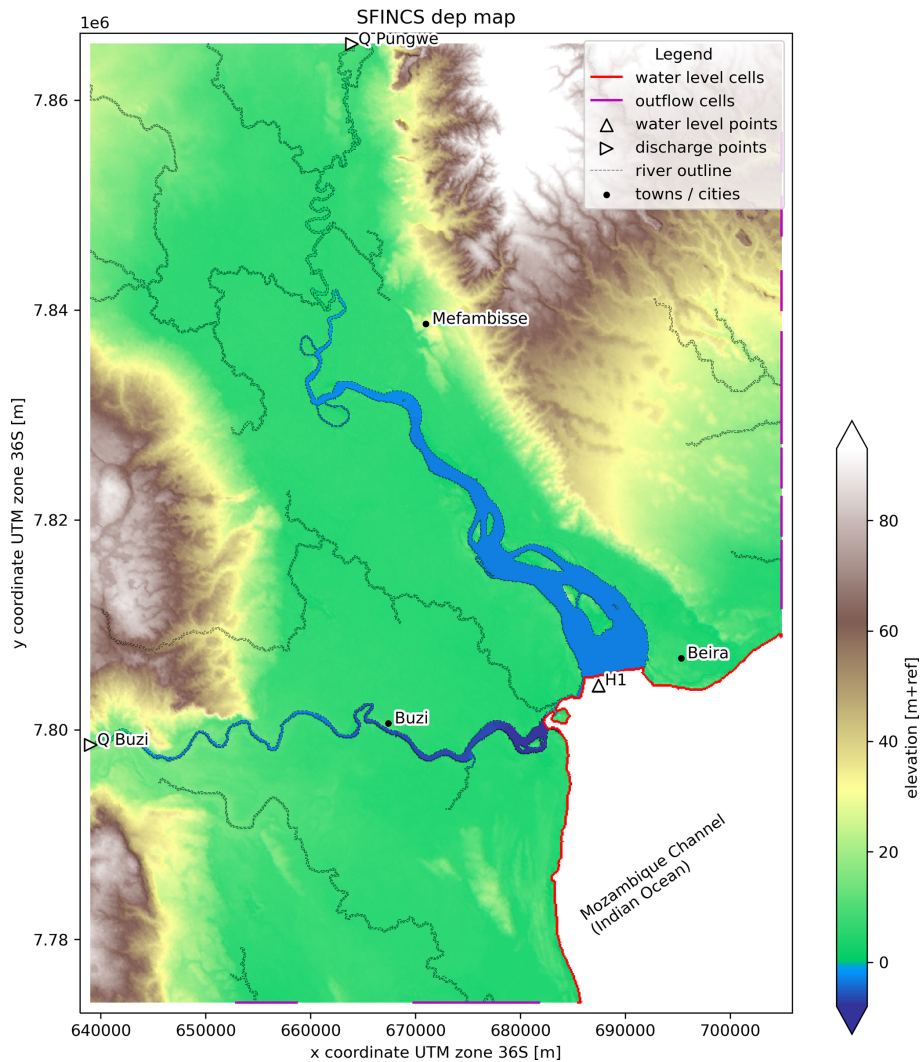 SFINCS dep map
1e6
Q Pungwe
Legend
water level cells
outflow cells
water level points
discharge points
river outline
towns / cities
7.86
7.84
7.82
7.80
7.78
y coordinate UTM zone 36S [m]
Mefambisse
Beira
H1
Buzi
Q Buzi
Mozambique Channel
(Indian Ocean)
640000 650000 660000 670000 680000 690000 700000
x coordinate UTM zone 36S [m]
80
60
40
20
0
elevation [m+ref]